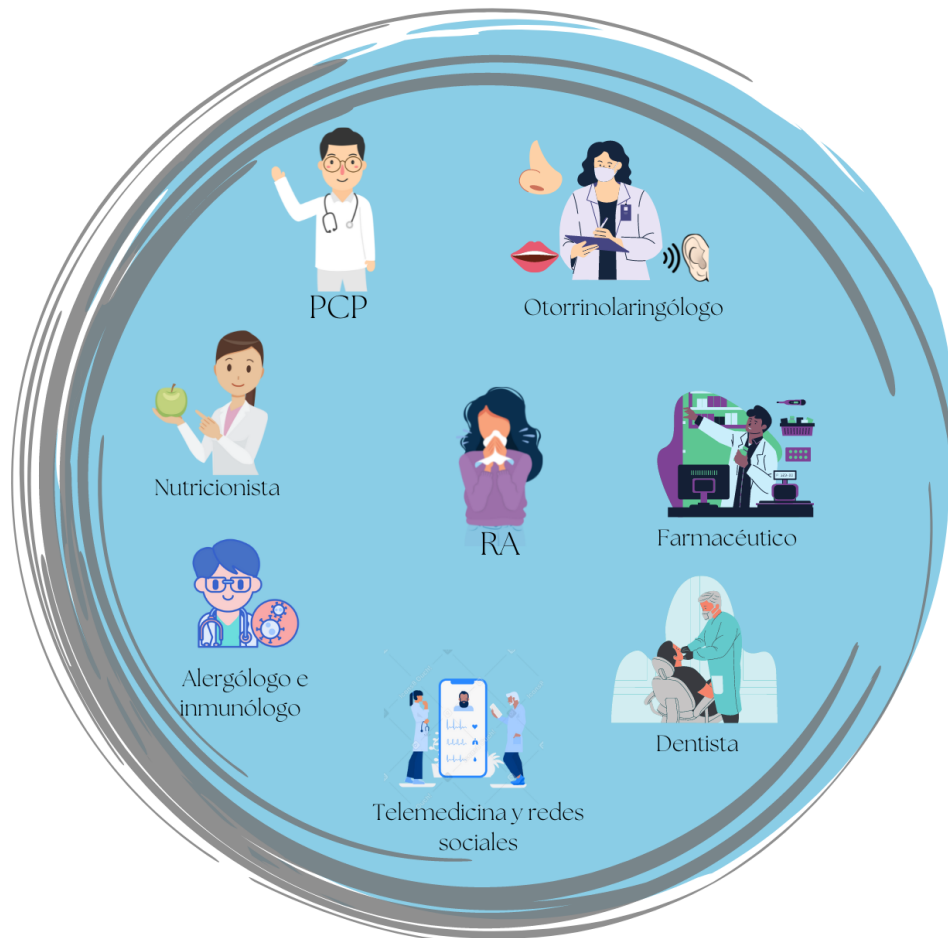 PCP
Otorrinolaringólogo
Nutricionista
RA
Farmacéutico
Alergólogo e
inmunólogo
Dentista
Telemedicina y redes
sociales